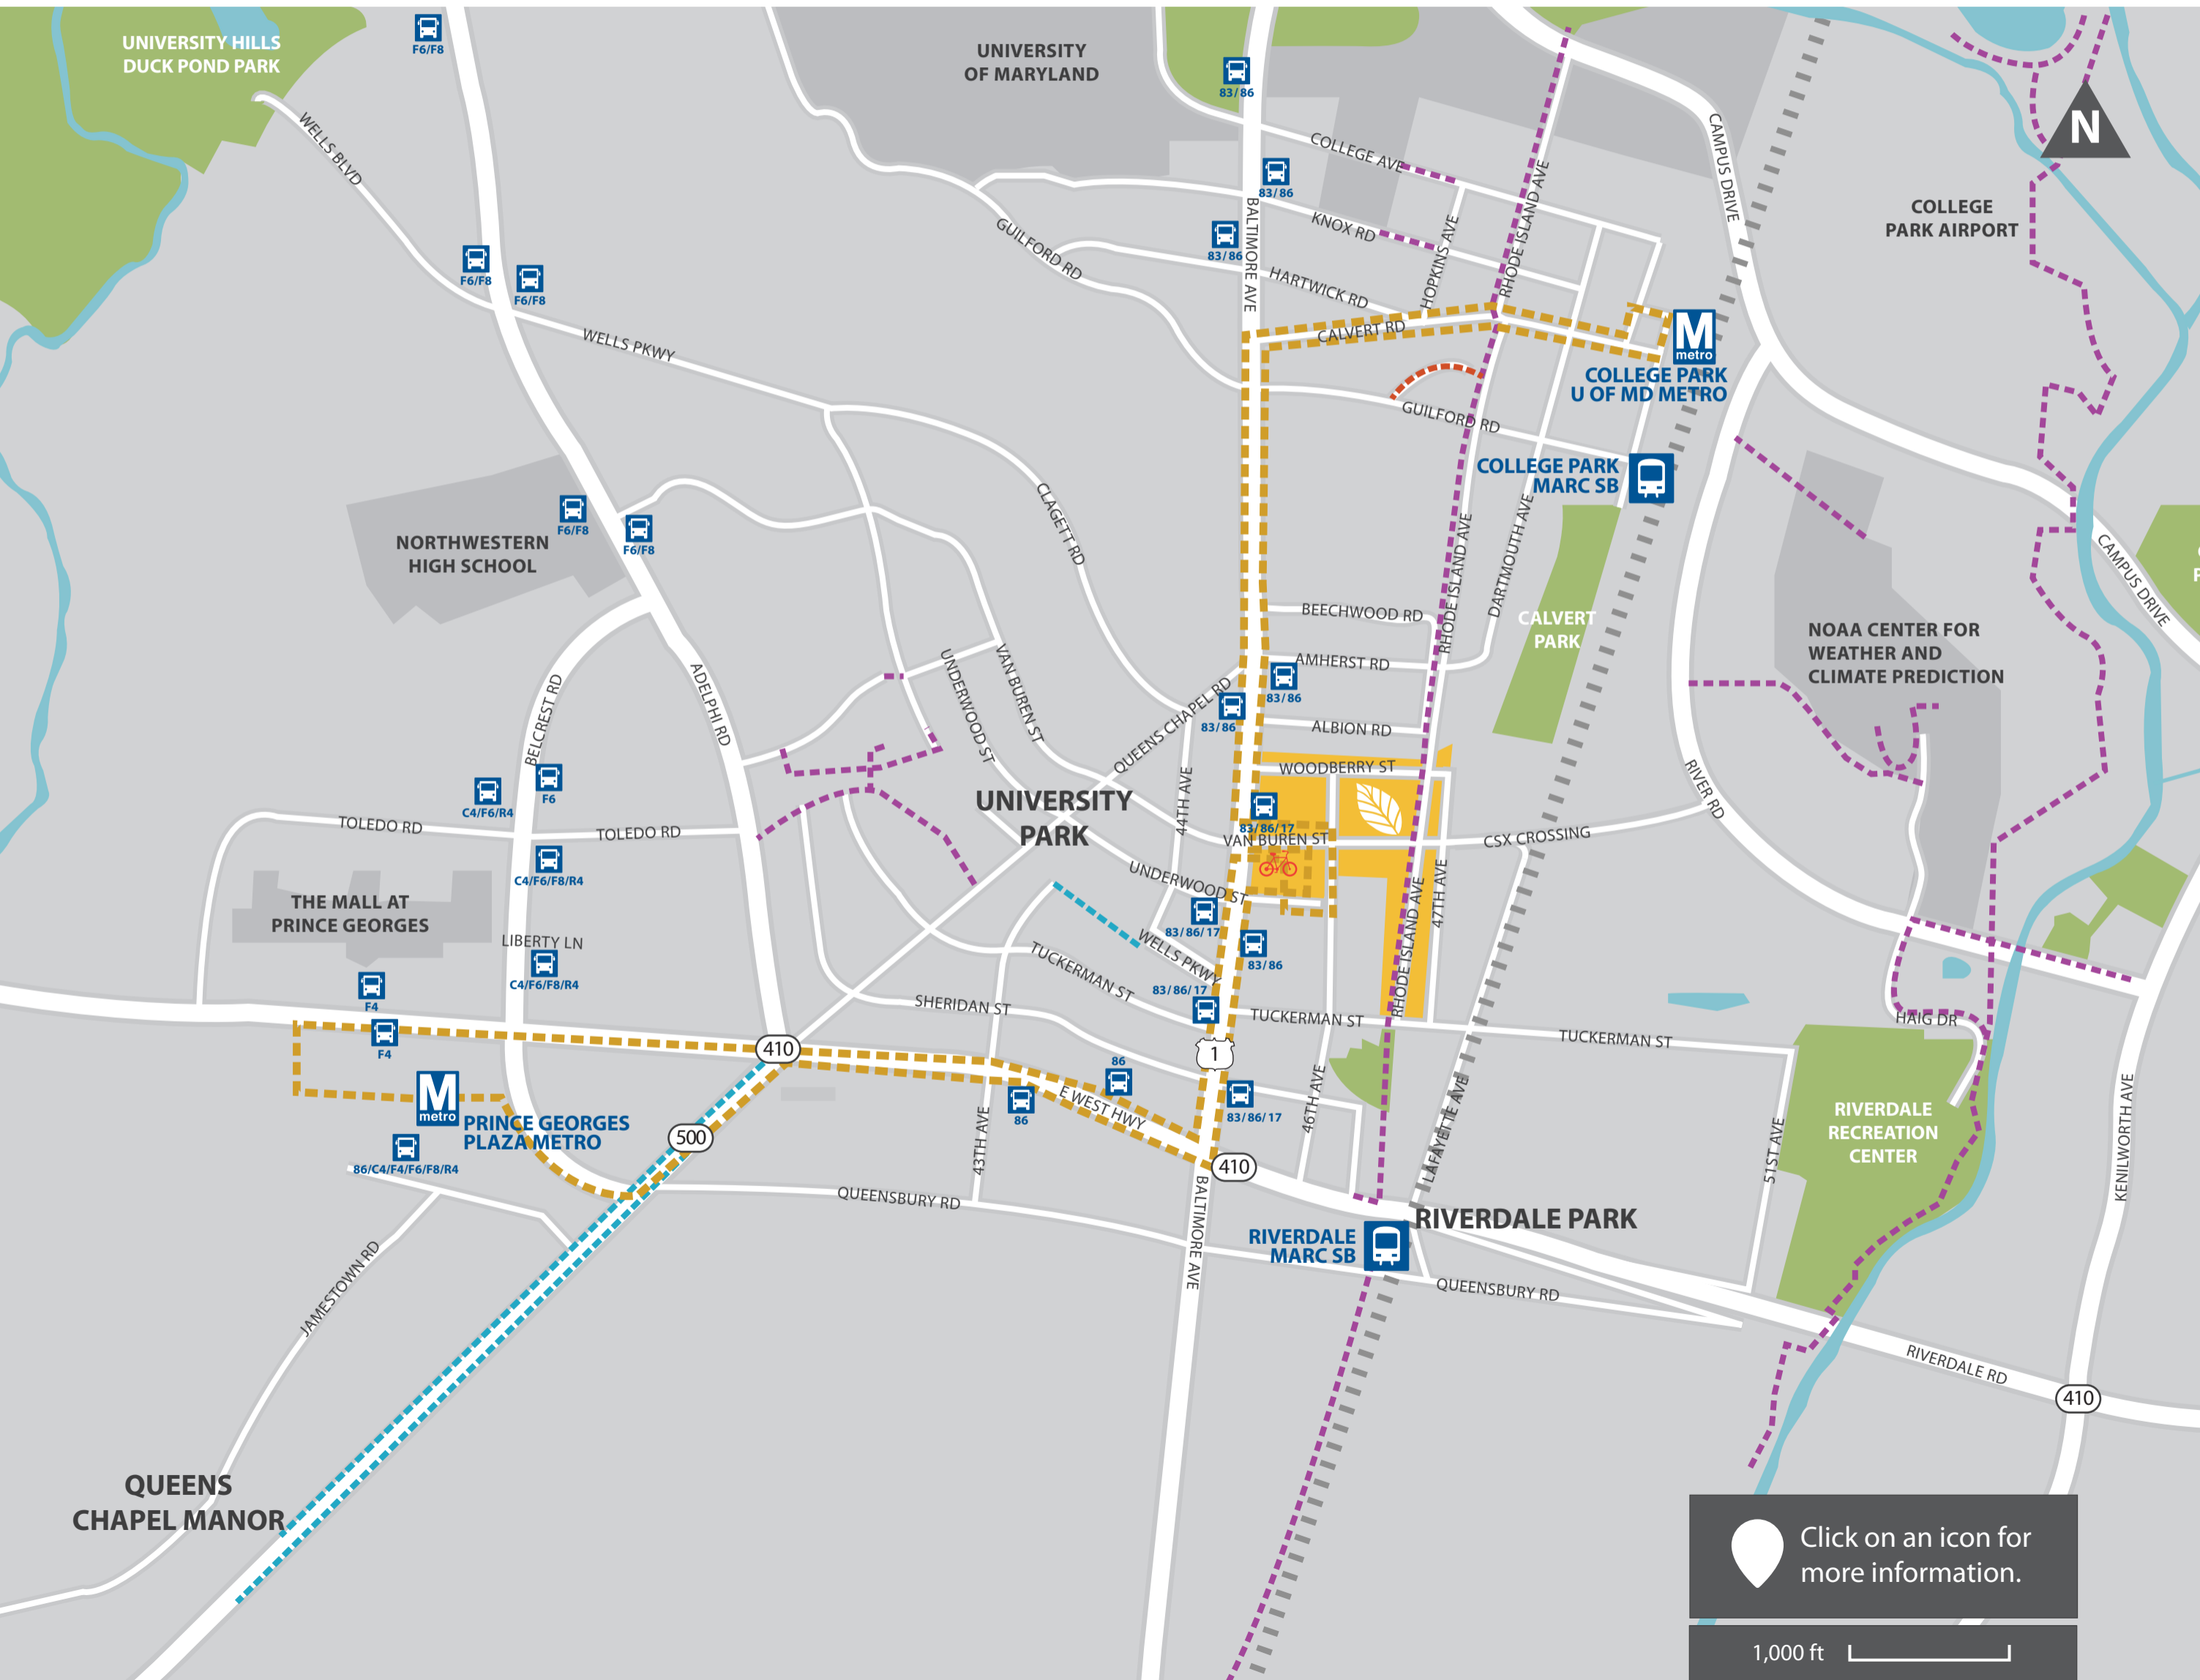 UNIVERSITY HILLS
DUCK POND PARK
F6/F8
UNIVERSITY
OF MARYLAND
83/86
N
WELLS BLVD
COLLEGE AVE
CAMPUS DRIVE
83/86
KNOX RD
HOPKINS AVE
RHODE ISLAND AVE
COLLEGE
PARK AIRPORT
BALTIMORE AVE
GUILFORD RD
83/86
HARTWICK RD
F6/F8
F6/F8
WELLS PKWY
CALVERT RD
M
metro
COLLEGE PARK
U OF MD METRO
GUILFORD RD
COLLEGE PARK
MARC SB
CLAGETT RD
NORTHWESTERN
HIGH SCHOOL
F6/F8
F6/F8
RHODE ISLAND AVE
DARTMOUTH AVE
CAMPUS DRIVE
BEECHWOOD RD
CALVERT
PARK
NOAA CENTER FOR
WEATHER AND
CLIMATE PREDICTION
AMHERST RD
BELCREST RD
ADELPHI RD
UNDERWOOD ST
VAN BUREN ST
QUEENS CHAPEL RD
83/86
83/86
ALBION RD
WOODBERRY ST
RIVER RD
C4/F6/R4
F6
UNIVERSITY
PARK
44TH AVE
TOLEDO RD
TOLEDO RD
83/86/17
VAN BUREN ST
CSX CROSSING
C4/F6/F8/R4
UNDERWOOD ST
47TH AVE
RHODE ISLAND AVE
THE MALL AT
PRINCE GEORGES
LIBERTY LN
83/86/17
83/86
WELLS PKWY
C4/F6/F8/R4
TUCKERMAN ST
83/86/17
F4
SHERIDAN ST
TUCKERMAN ST
TUCKERMAN ST
HAIG DR
F4
410
1
86
86
E WEST HWY
83/86/17
46TH AVE
LAFAYETTE AVE
M
metro
PRINCE GEORGES
PLAZA METRO
500
43TH AVE
51ST AVE
RIVERDALE
RECREATION
CENTER
KENILWORTH AVE
86/C4/F4/F6/F8/R4
410
QUEENSBURY RD
BALTIMORE AVE
RIVERDALE PARK
RIVERDALE
MARC SB
QUEENSBURY RD
JAMESTOWN RD
RIVERDALE RD
410
QUEENS
CHAPEL MANOR
Click on an icon for
more information.
1,000 ft